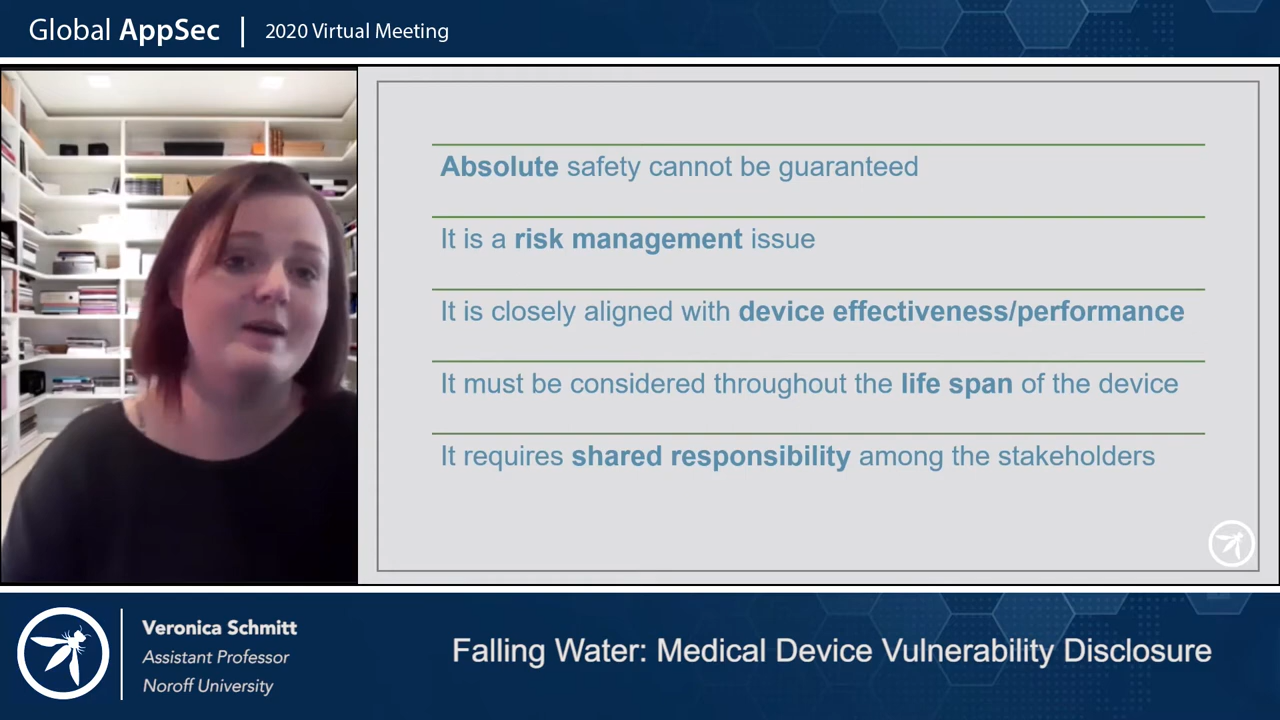 Global AppSec | 2020 Virtual Meeting
Absolute safety cannot be guaranteed
It is a risk management issue
It is closely aligned with device effectiveness/performance
It must be considered throughout the life span of the device
It requires shared responsibility among the stakeholders
Veronica Schmitt
Assistant Professor
Noroff University
Falling Water: Medical Device Vulnerability Disclosure